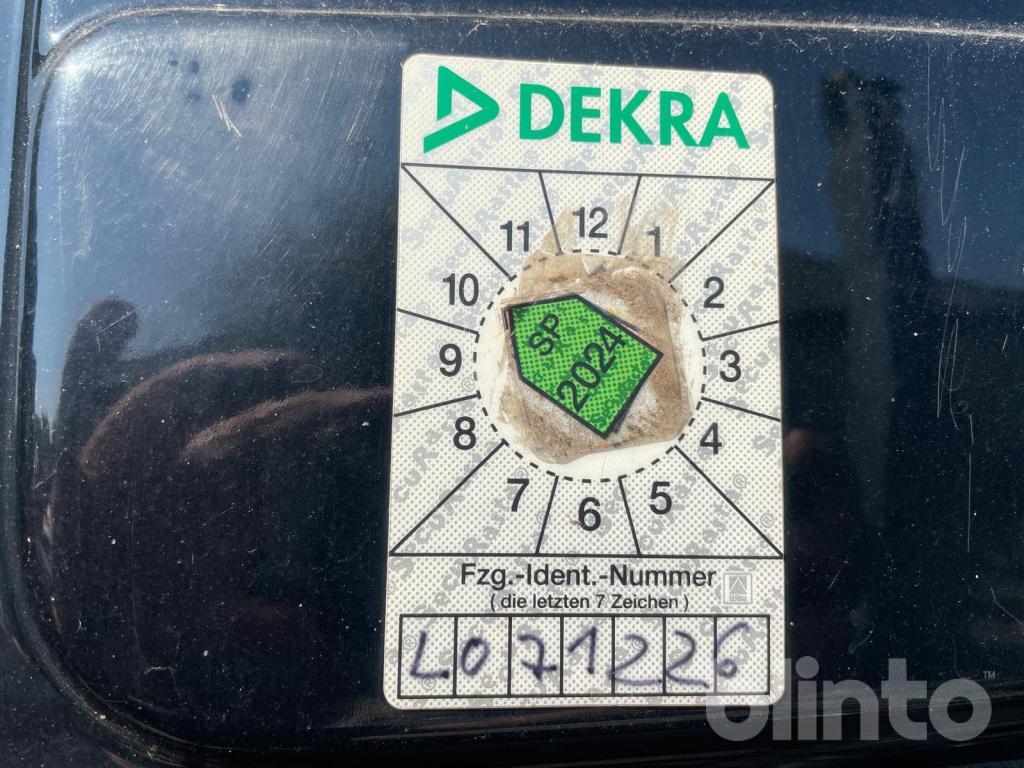 DEKRA
11 12 1
10 2
9 3
8 4
7 6 5
SP
2024
Fzg.-Ident.-Nummer
( die letzten 7 Zeichen )
L071226
blinto™